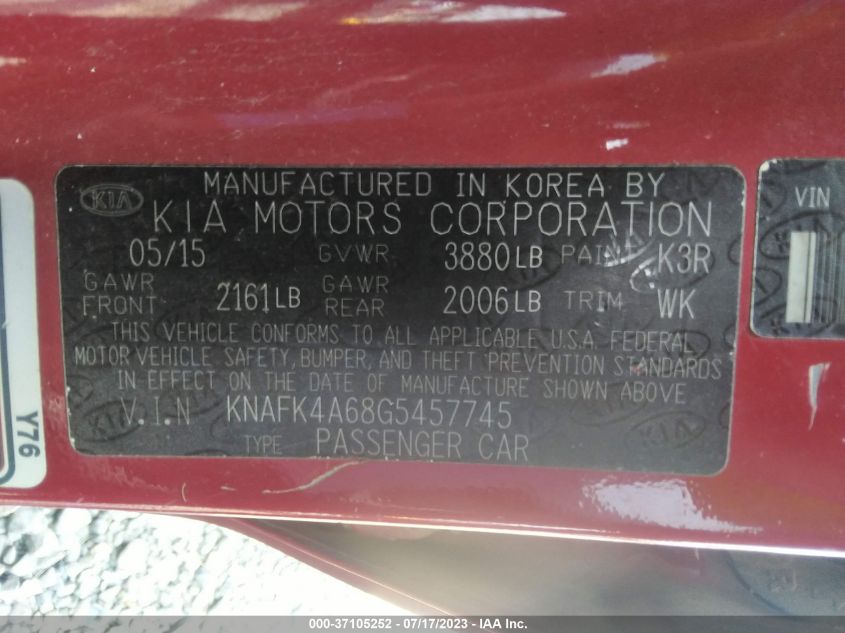 MANUFACTURED IN KOREA BY
KIA KIA MOTORS CORPORATION
05/15 GVWR 3880LB PAINT K3R
GAWR FRONT 2161LB GAWR REAR 2006LB TRIM WK
THIS VEHICLE CONFORMS TO ALL APPLICABLE U.S.A. FEDERAL
MOTOR VEHICLE SAFETY, BUMPER, AND THEFT PREVENTION STANDARDS
IN EFFECT ON THE DATE OF MANUFACTURE SHOWN ABOVE
V.I.N KNAFK4A68G5457745
TYPE PASSENGER CAR
VIN
Y76
000-37105252 - 07/17/2023 - © IAA Inc.